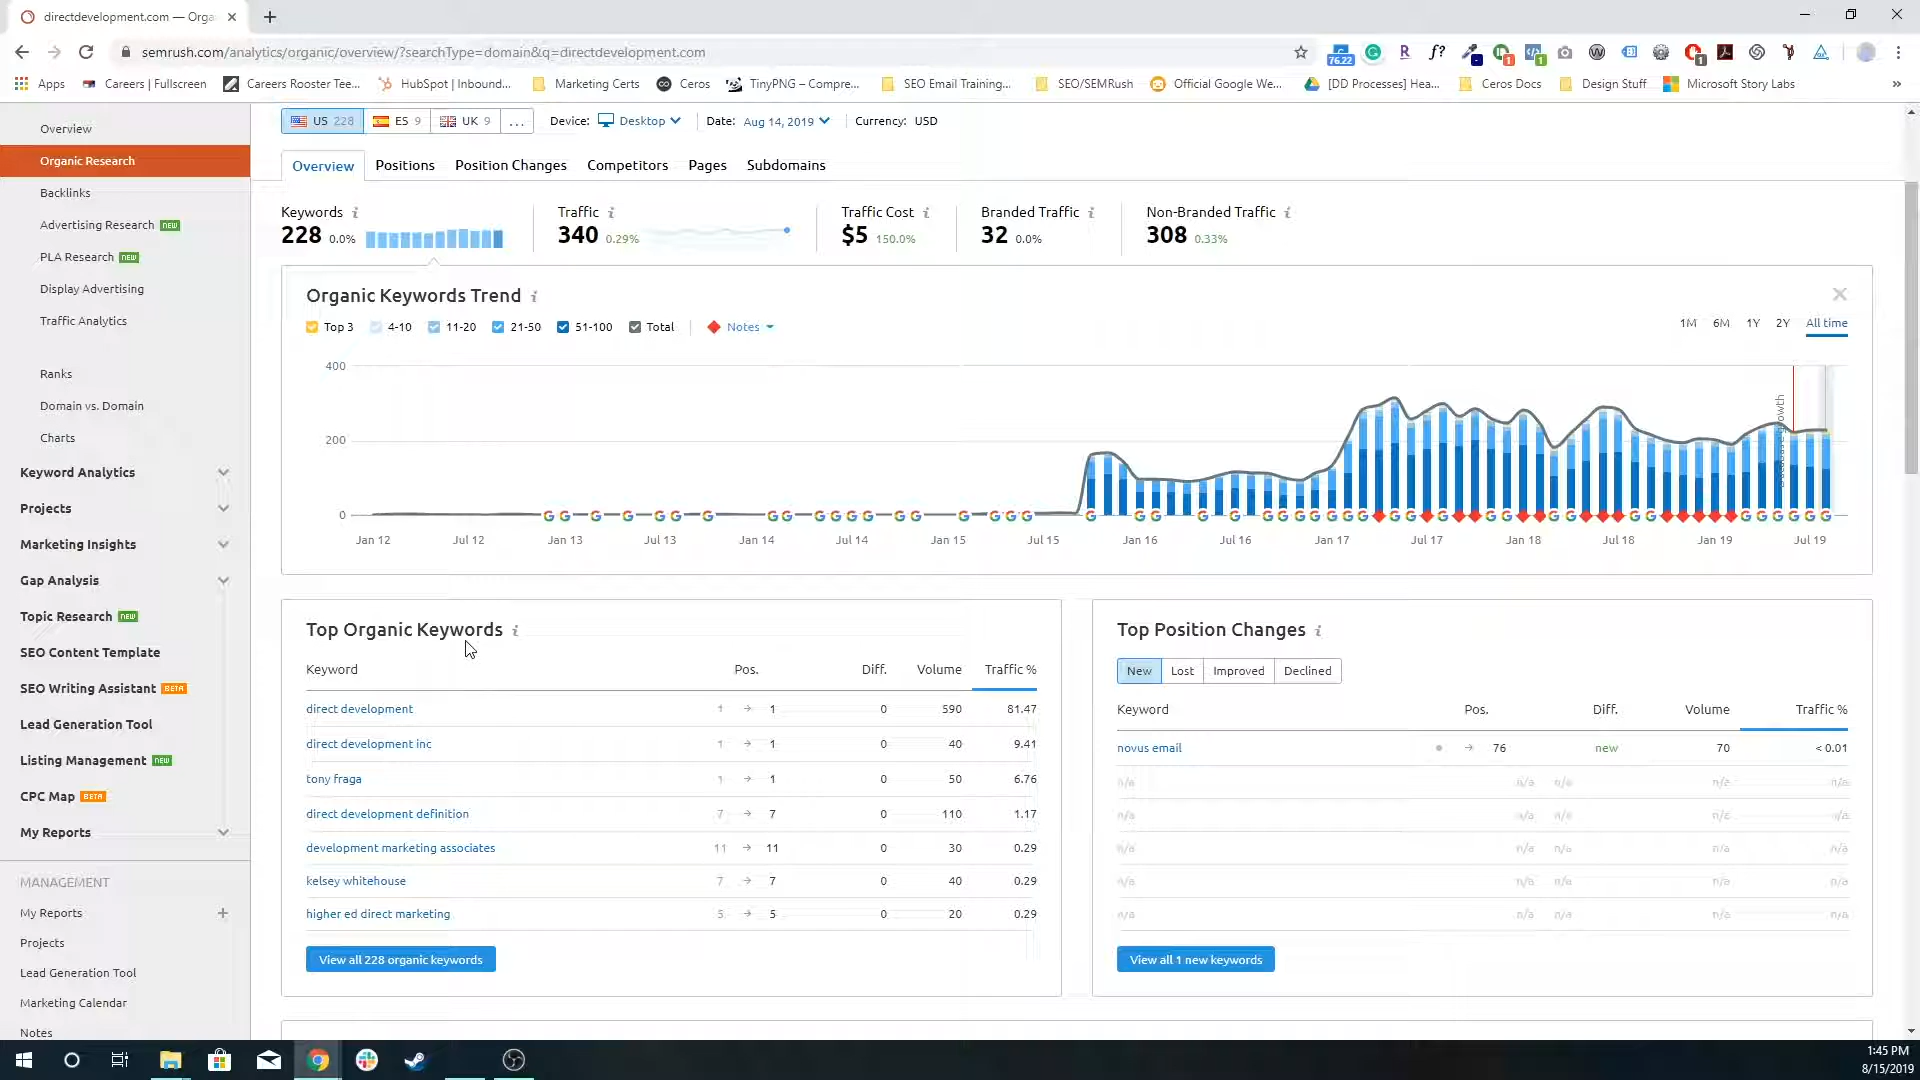 directdevelopment.com — Orga
semrush.com/analytics/organic/overview/?searchType=domain&q=directdevelopment.com
76.22
Apps Careers | Fullscreen Careers Rooster Tee... HubSpot | Inbound... Marketing Certs Ceros TinyPNG – Compre... SEO Email Training... SEO/SEMRush Official Google We... [DD Processes] Hea... Ceros Docs Design Stuff Microsoft Story Labs »
US 228 ES 9 UK 9 ... Device: Desktop Date: Aug 14, 2019 Currency: USD
Overview Positions Position Changes Competitors Pages Subdomains
Keywords Traffic Traffic Cost Branded Traffic Non-Branded Traffic
228 0.0% 340 0.29% $5 150.0% 32 0.0% 308 0.33%
Organic Keywords Trend
Top 3 4-10 11-20 21-50 51-100 Total Notes
1M 6M 1Y 2Y All time
400
200
0
Jan 12 Jul 12 Jan 13 Jul 13 Jan 14 Jul 14 Jan 15 Jul 15 Jan 16 Jul 16 Jan 17 Jul 17 Jan 18 Jul 18 Jan 19 Jul 19
Top Organic Keywords
Keyword Pos. Diff. Volume Traffic %
direct development 1 → 1 0 590 81.47
direct development inc 1 → 1 0 40 9.41
tony fraga 1 → 1 0 50 6.76
direct development definition 7 → 7 0 110 1.17
development marketing associates 11 → 11 0 30 0.29
kelsey whitehouse 7 → 7 0 40 0.29
higher ed direct marketing 5 → 5 0 20 0.29
View all 228 organic keywords
Top Position Changes
New Lost Improved Declined
Keyword Pos. Diff. Volume Traffic %
novus email → 76 new 70 < 0.01
n/a n/a n/a n/a n/a
n/a n/a n/a n/a n/a
n/a n/a n/a n/a n/a
n/a n/a n/a n/a n/a
n/a n/a n/a n/a n/a
View all 1 new keywords
Overview
Organic Research
Backlinks
Advertising Research NEW
PLA Research NEW
Display Advertising
Traffic Analytics
Ranks
Domain vs. Domain
Charts
Keyword Analytics
Projects
Marketing Insights
Gap Analysis
Topic Research NEW
SEO Content Template
SEO Writing Assistant BETA
Lead Generation Tool
Listing Management NEW
CPC Map BETA
My Reports
MANAGEMENT
My Reports +
Projects
Lead Generation Tool
Marketing Calendar
Notes
1:45 PM
8/15/2019